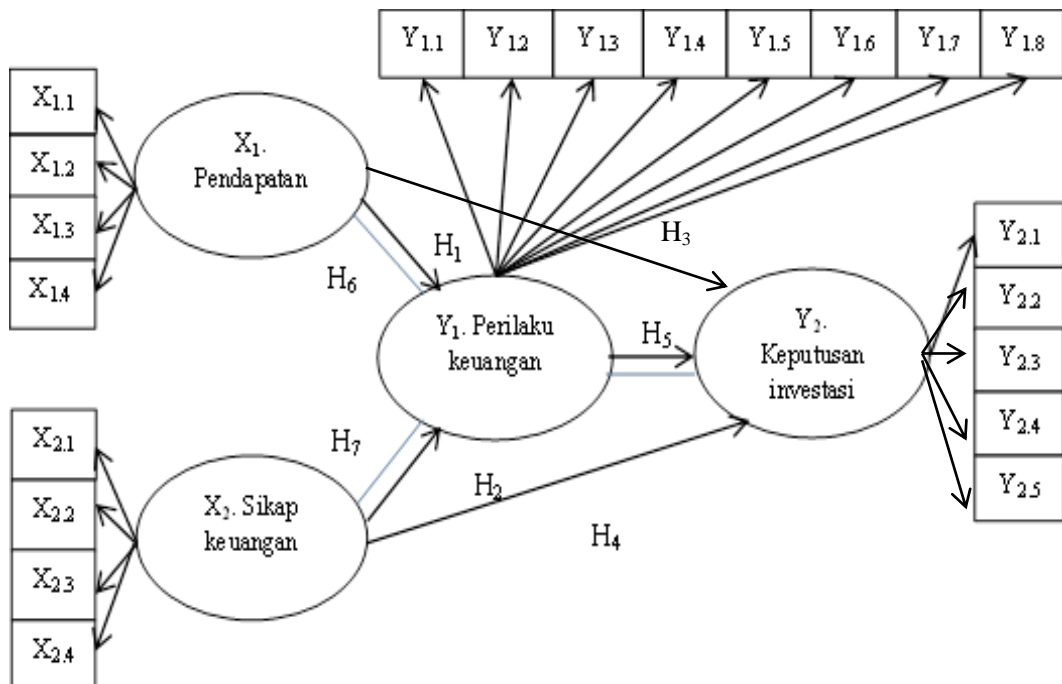 Y1.1 Y1.2 Y1.3 Y1.4 Y1.5 Y1.6 Y1.7 Y1.8
X1.1
X1.2
X1.3
X1.4
X1.
Pendapatan
H1
H3
H6
Y1. Perilaku
keuangan
H5
Y2.
Keputusan
investasi
Y2.1
Y2.2
Y2.3
Y2.4
Y2.5
X2.1
X2.2
X2.3
X2.4
X2. Sikap
keuangan
H7
H2
H4